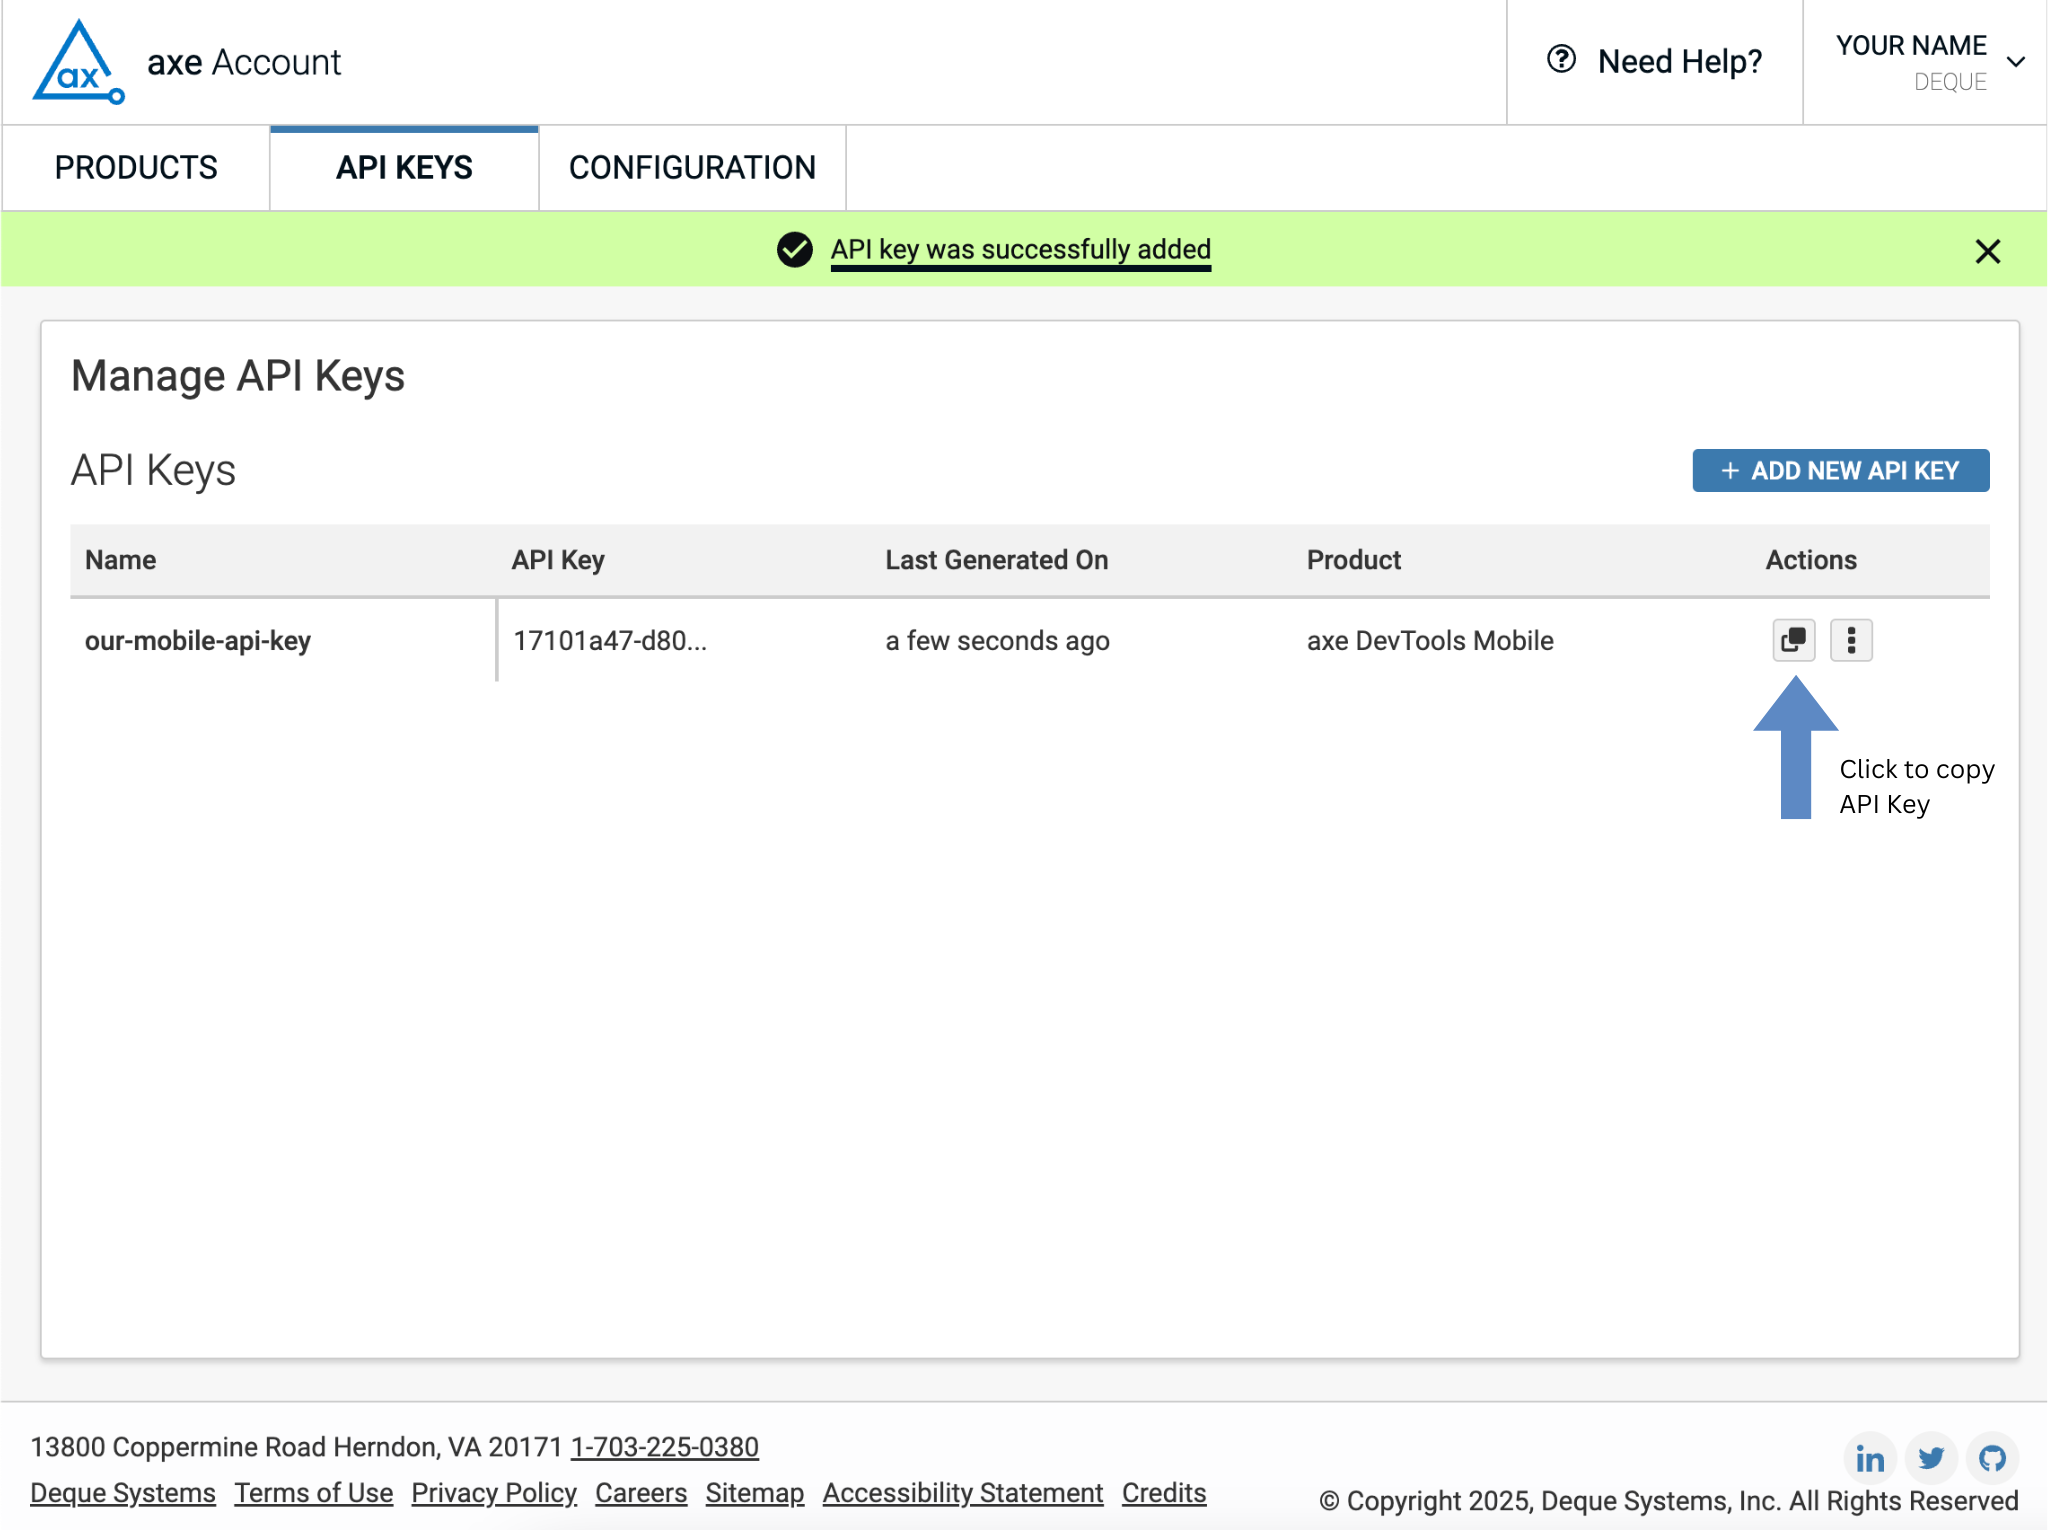 ax
axe Account
Need Help?
YOUR NAME
DEQUE
PRODUCTS
API KEYS
CONFIGURATION
API key was successfully added
Manage API Keys
API Keys
+ ADD NEW API KEY
Name API Key Last Generated On Product Actions
our-mobile-api-key 17101a47-d80... a few seconds ago axe DevTools Mobile
Click to copy
API Key
13800 Coppermine Road Herndon, VA 20171 1-703-225-0380
Deque Systems Terms of Use Privacy Policy Careers Sitemap Accessibility Statement Credits
in
© Copyright 2025, Deque Systems, Inc. All Rights Reserved